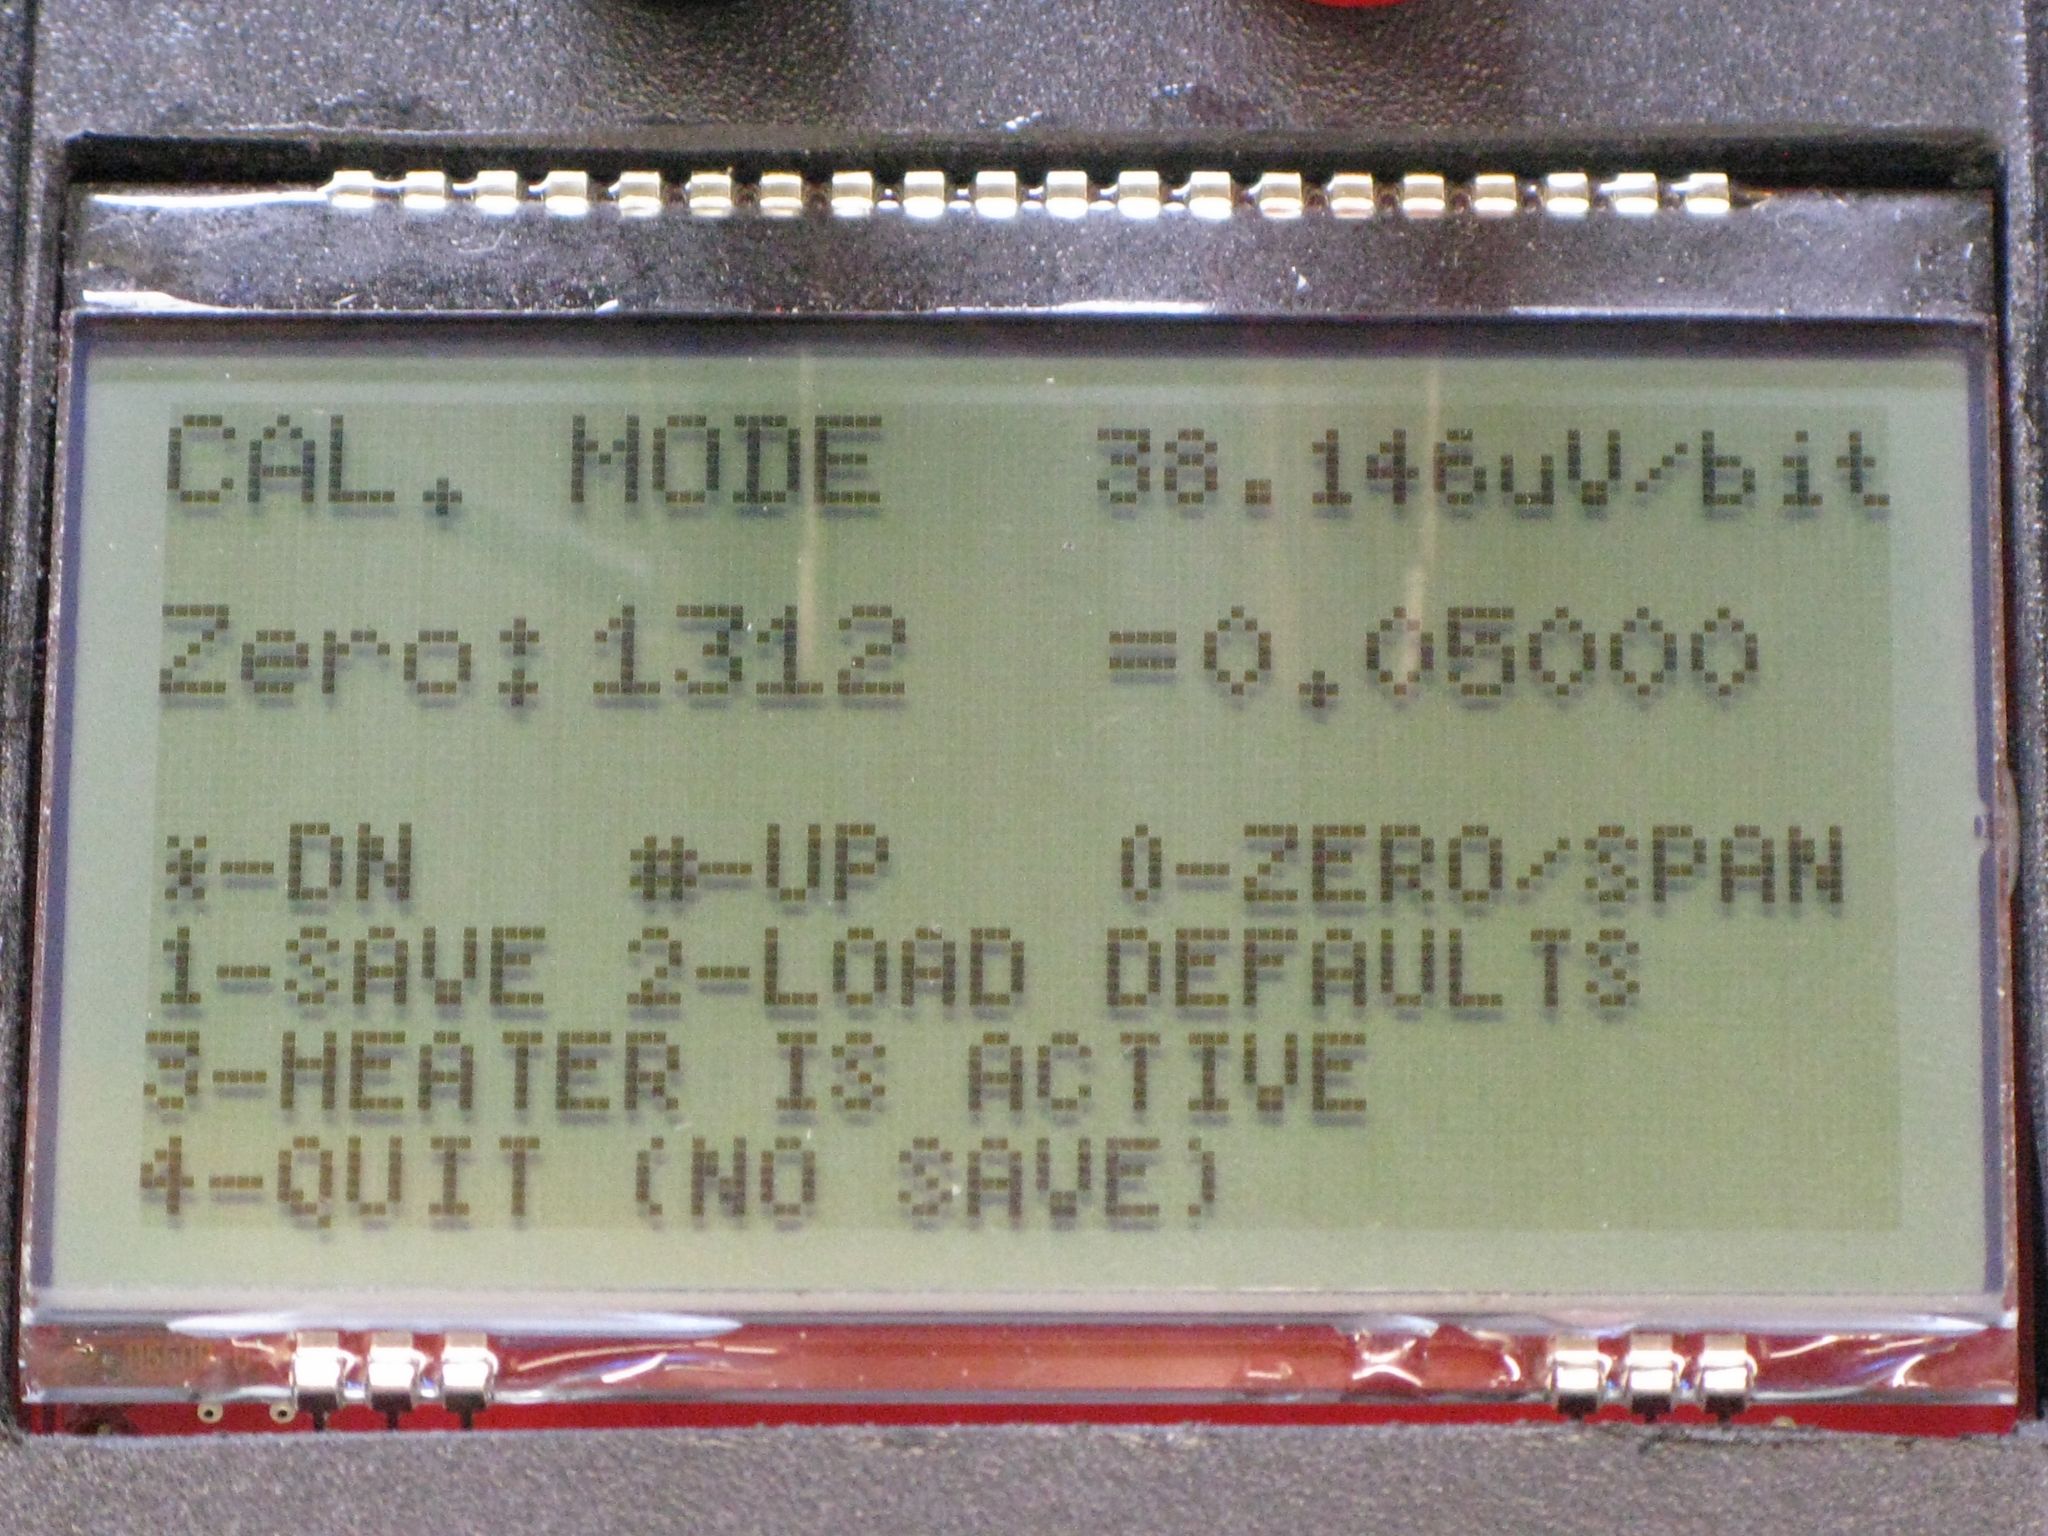 CAL. MODE 38.146uV/bit
Zero: 1312 =0.05000
*-DN #-UP 0-ZERO/SPAN
1-SAVE 2-LOAD DEFAULTS
3-HEATER IS ACTIVE
4-QUIT (NO SAVE)